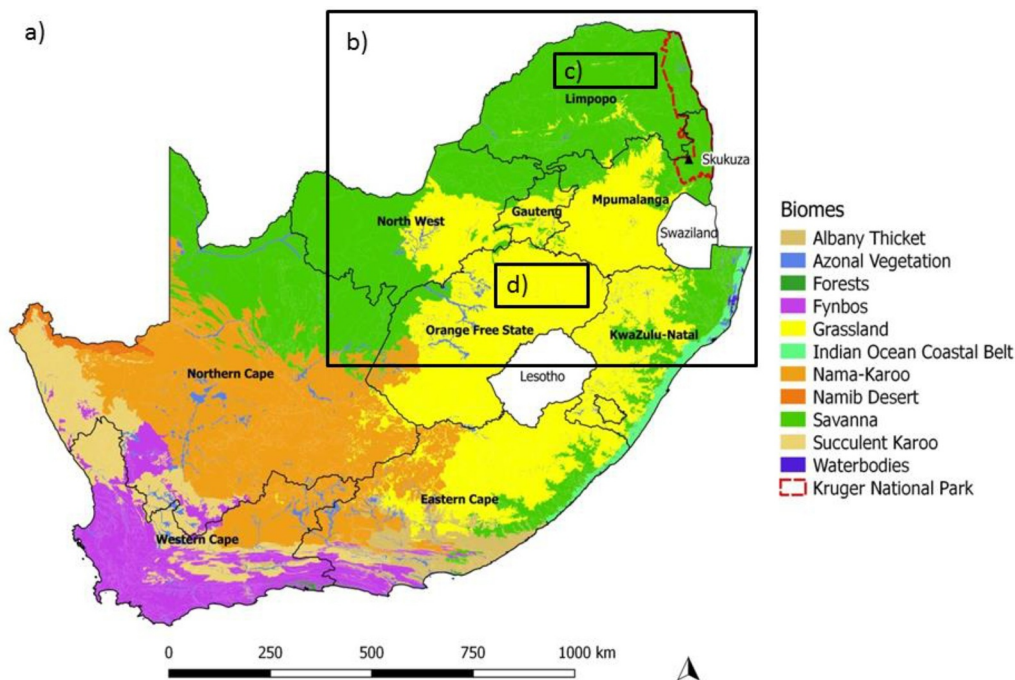 a)
b)
c)
Limpopo
Skukuza
Mpumalanga
North West
Gauteng
Swaziland
d)
Orange Free State
KwaZulu-Natal
Lesotho
Northern Cape
Eastern Cape
Western Cape
Biomes
Albany Thicket
Azonal Vegetation
Forests
Fynbos
Grassland
Indian Ocean Coastal Belt
Nama-Karoo
Namib Desert
Savanna
Succulent Karoo
Waterbodies
Kruger National Park
0 250 500 750 1000 km